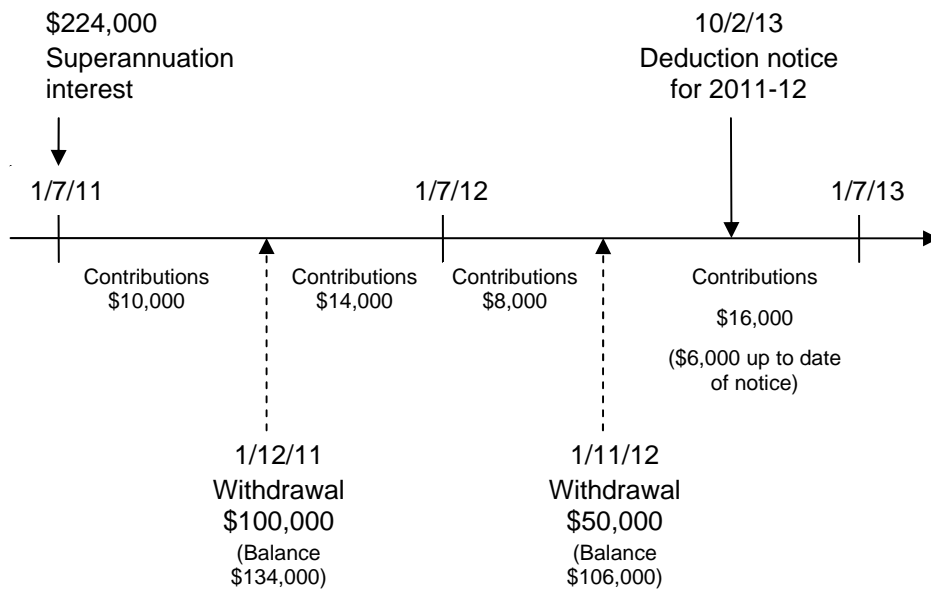 $224,000
Superannuation
interest
10/2/13
Deduction notice
for 2011-12
1/7/11
1/7/12
1/7/13
Contributions
$10,000
Contributions
$14,000
Contributions
$8,000
Contributions
$16,000
($6,000 up to date
of notice)
1/12/11
Withdrawal
$100,000
(Balance
$134,000)
1/11/12
Withdrawal
$50,000
(Balance
$106,000)